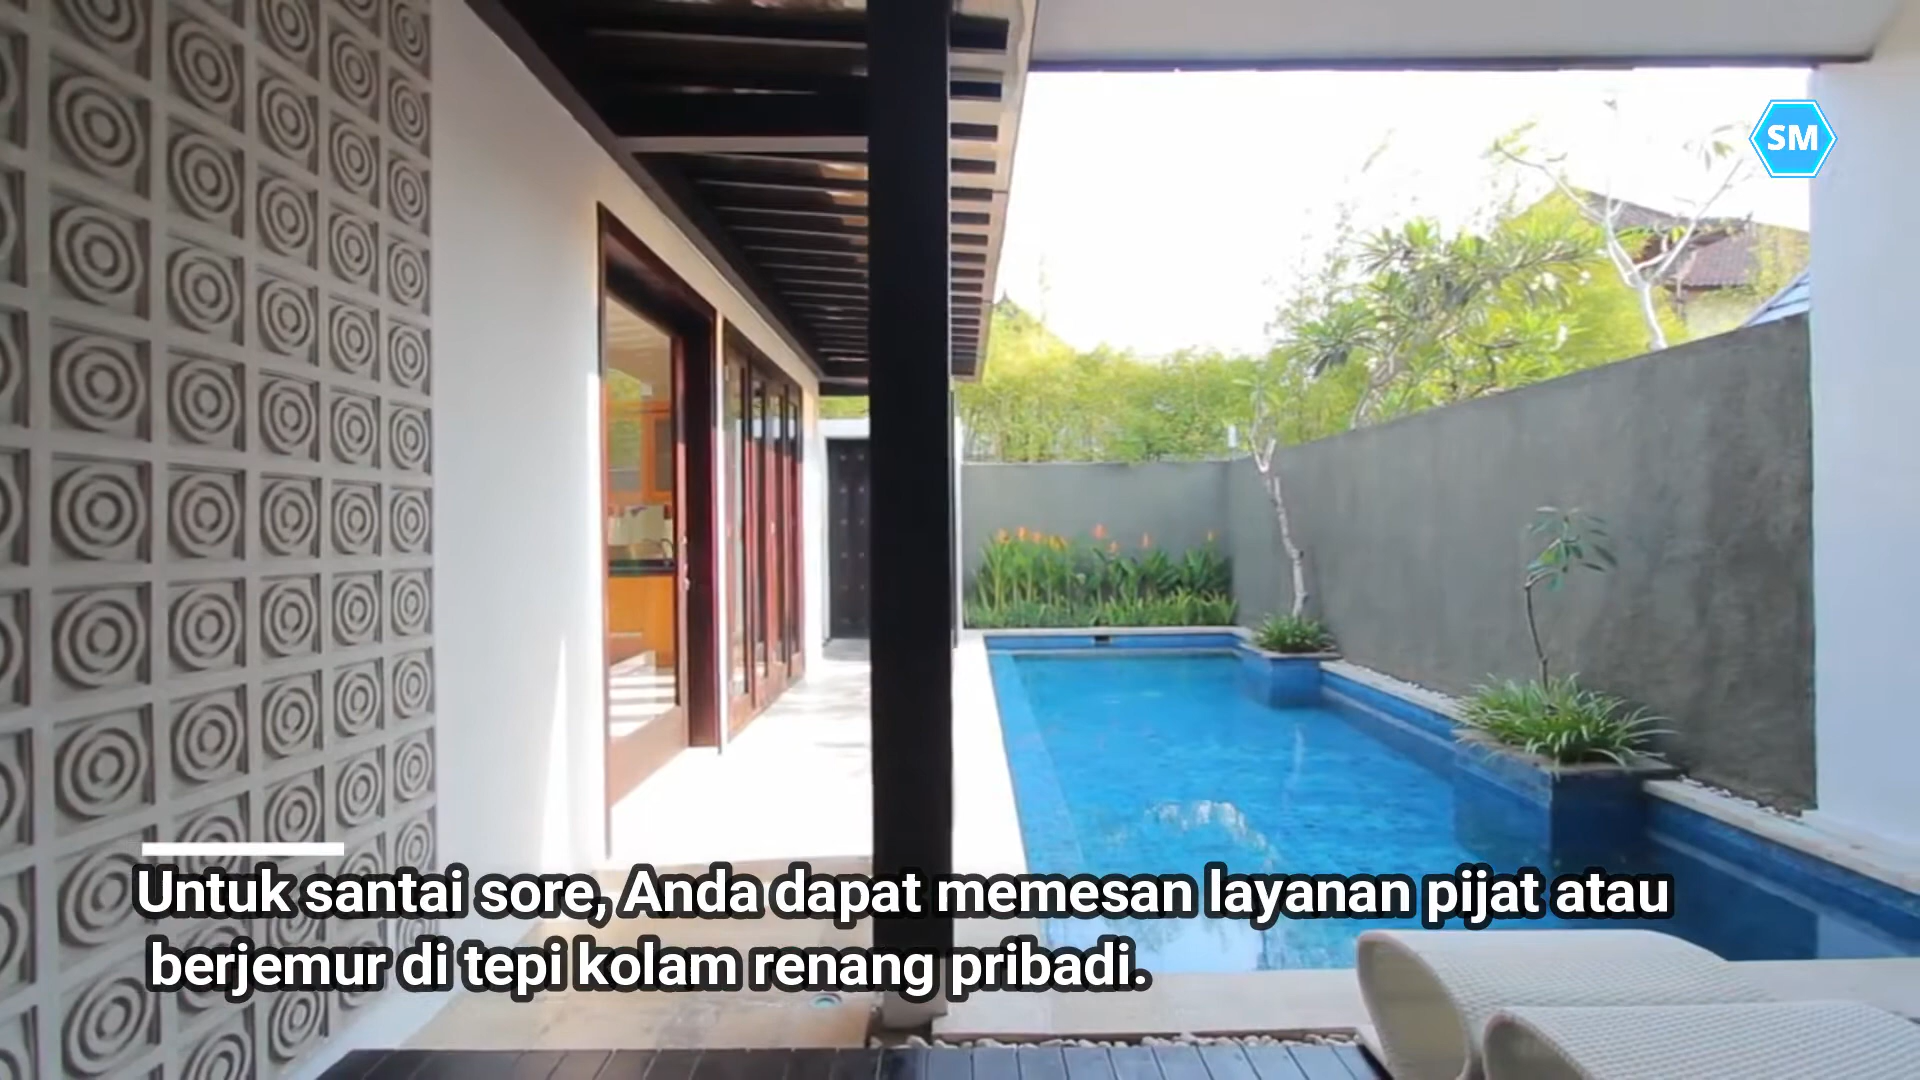 SM
Untuk santai sore, Anda dapat memesan layanan pijat atau
berjemur di tepi kolam renang pribadi.